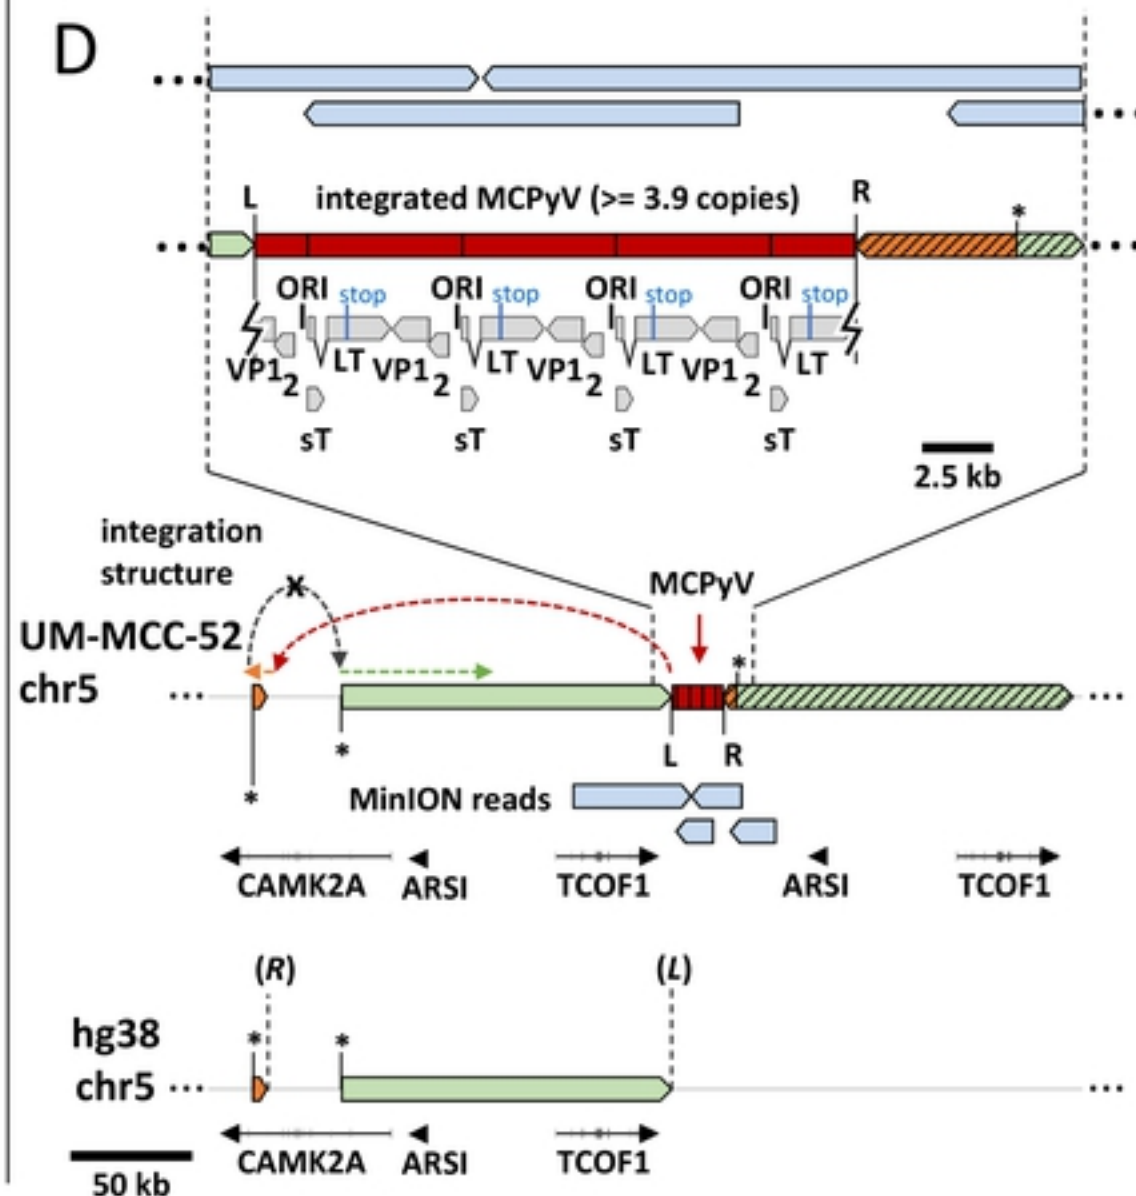 D
L integrated MCPyV (>= 3.9 copies) R
*
ORI stop ORI stop ORI stop ORI stop
VP1 2 LT VP1 2 LT VP1 2 LT VP1 2 LT
sT sT sT sT
2.5 kb
integration
structure
x
MCPyV
UM-MCC-52
chr5
*
* L R
* MinION reads
CAMK2A ARSI TCOF1 ARSI TCOF1
(R) (L)
hg38
* *
chr5
CAMK2A ARSI TCOF1
50 kb